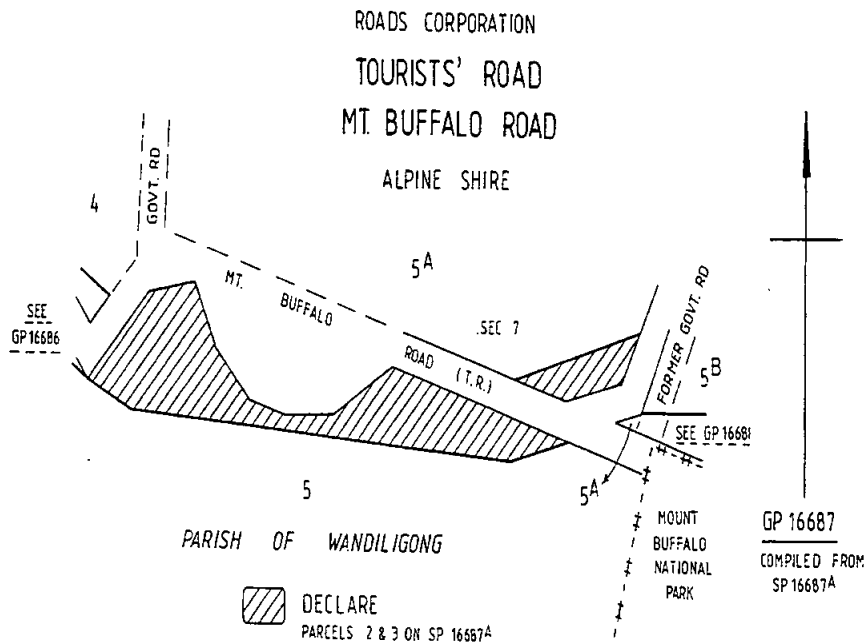 ROADS CORPORATION
TOURISTS' ROAD
MT. BUFFALO ROAD
ALPINE SHIRE
GOVT. RD
4
5A
MT.
BUFFALO
SEC 7
ROAD (T.R.)
SEE
GP 16686
FORMER GOVT. RD
5B
SEE GP 1668
5
5A
PARISH OF WANDILIGONG
MOUNT
BUFFALO
NATIONAL
PARK
GP 16687
COMPILED FROM
SP 16687A
DECLARE
PARCELS 2 & 3 ON SP 16687A